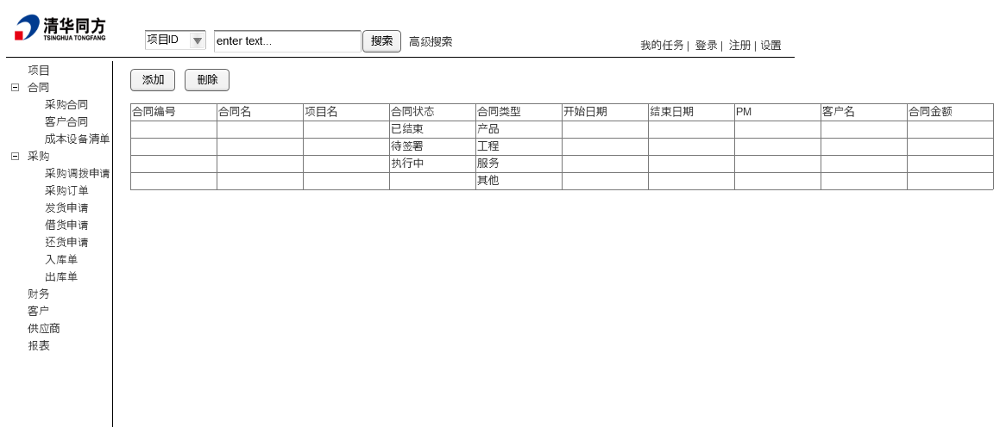 清华同方
TSINGHUA TONGFANG
项目ID
enter text...
搜索
高级搜索
我的任务 | 登录 | 注册 | 设置
项目
合同
采购合同
客户合同
成本设备清单
采购
采购调拨申请
采购订单
发货申请
借货申请
还货申请
入库单
出库单
财务
客户
供应商
报表
添加 删除
合同编号 合同名 项目名 合同状态 合同类型 开始日期 结束日期 PM 客户名 合同金额
已结束 产品
待签署 工程
执行中 服务
其他